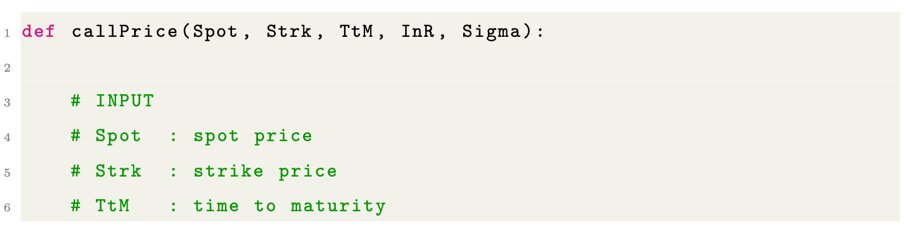 1 def callPrice(Spot, Strk, TtM, InR, Sigma):
2
3     # INPUT
4     # Spot  : spot price
5     # Strk  : strike price
6     # TtM   : time to maturity